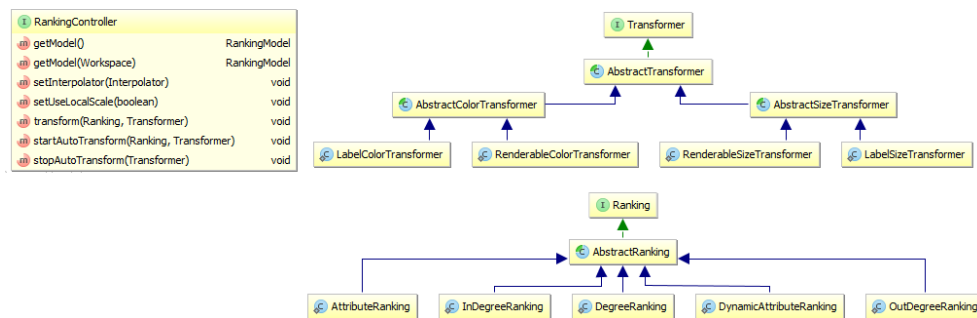 RankingController
getModel() RankingModel
getModel(Workspace) RankingModel
setInterpolator(Interpolator) void
setUseLocalScale(boolean) void
transform(Ranking, Transformer) void
startAutoTransform(Ranking, Transformer) void
stopAutoTransform(Transformer) void
Transformer
AbstractTransformer
AbstractColorTransformer AbstractSizeTransformer
LabelColorTransformer RenderableColorTransformer RenderableSizeTransformer LabelSizeTransformer
Ranking
AbstractRanking
AttributeRanking InDegreeRanking DegreeRanking DynamicAttributeRanking OutDegreeRanking